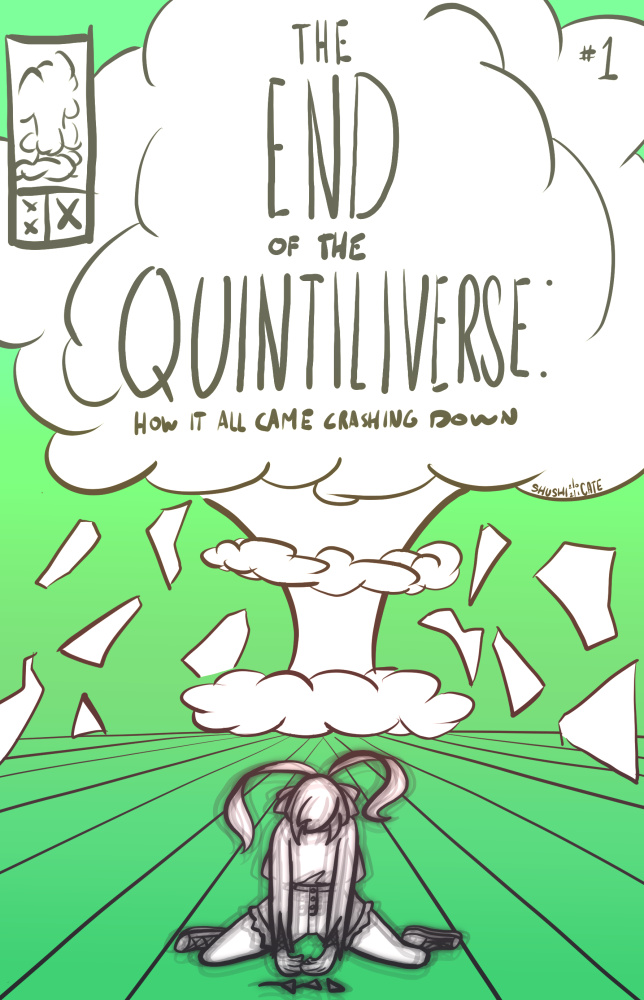 THE
#1
END
OF THE
QUINTILIVERSE:
HOW IT ALL CAME CRASHING DOWN